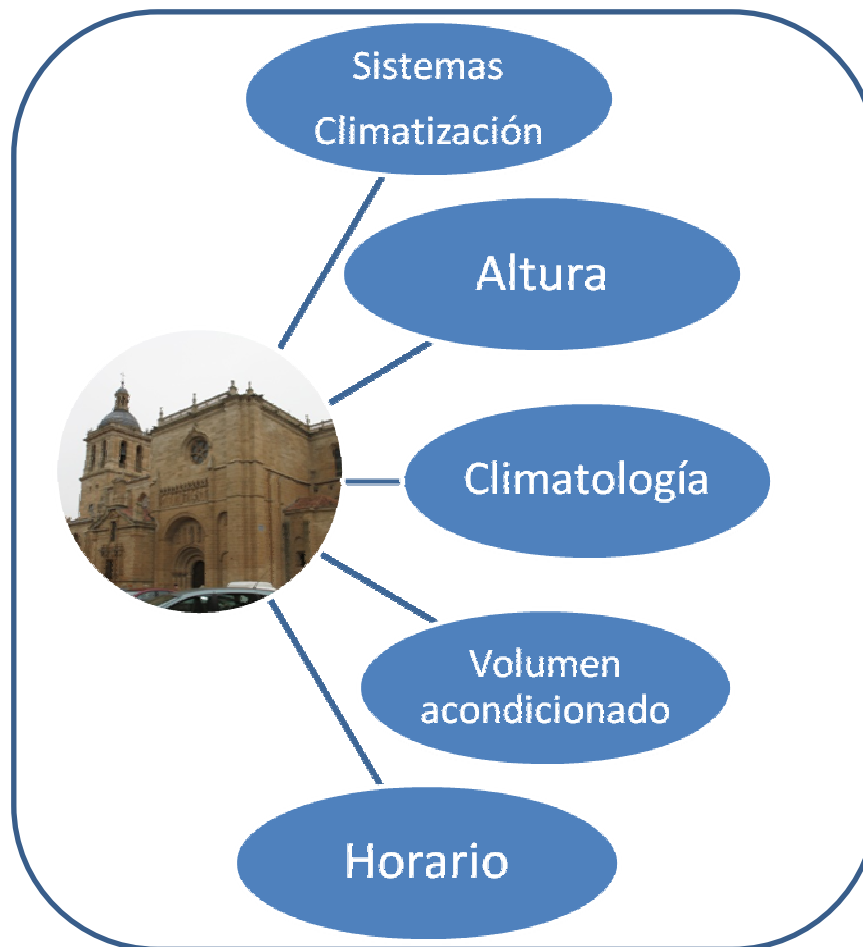 Sistemas
Climatización
Altura
Climatología
Volumen
acondicionado
Horario